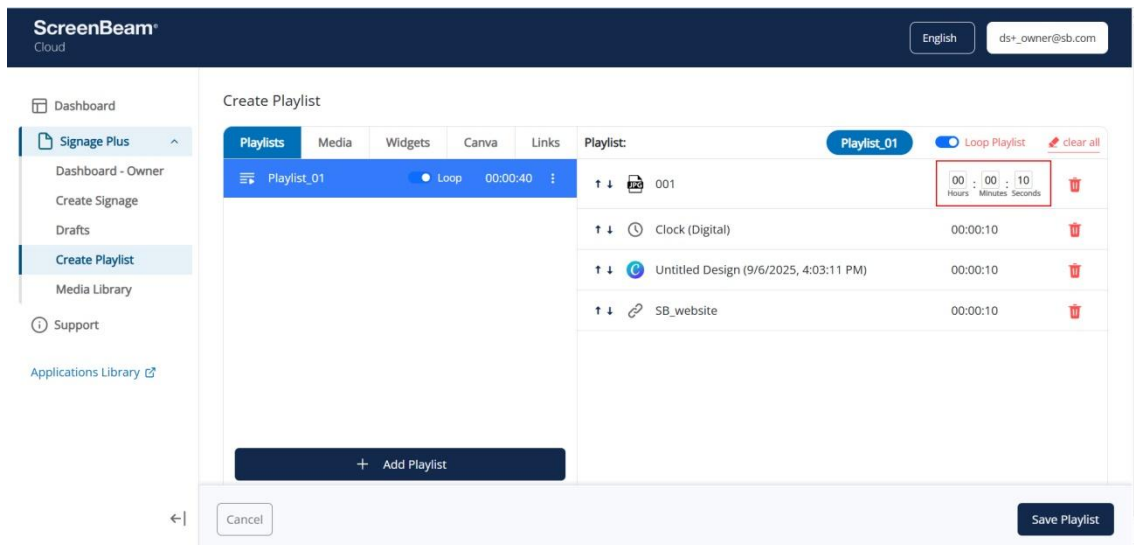 ScreenBeam®
Cloud
English
ds+_owner@sb.com
Dashboard
Signage Plus
Dashboard - Owner
Create Signage
Drafts
Create Playlist
Media Library
Support
Applications Library
Create Playlist
Playlists Media Widgets Canva Links
Playlist_01 Loop 00:00:40
+ Add Playlist
Playlist: Playlist_01 Loop Playlist clear all
JPG 001 00 : 00 : 10
Hours Minutes Seconds
Clock (Digital) 00:00:10
Untitled Design (9/6/2025, 4:03:11 PM) 00:00:10
SB_website 00:00:10
Cancel
Save Playlist